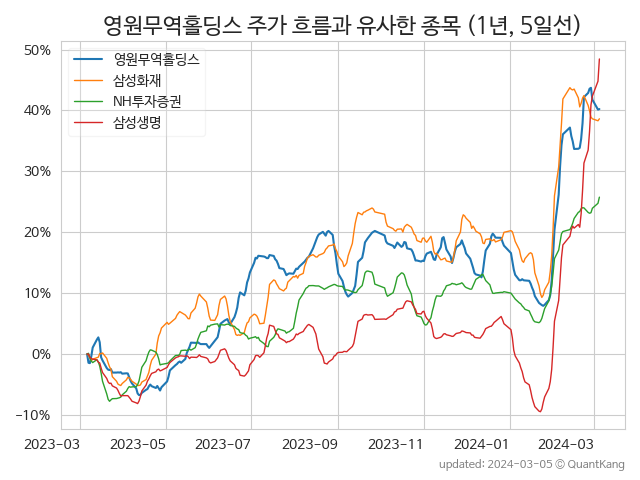 영원무역홀딩스 주가 흐름과 유사한 종목 (1년, 5일선)
영원무역홀딩스
삼성화재
NH투자증권
삼성생명
50%
40%
30%
20%
10%
0%
−10%
2023-03 2023-05 2023-07 2023-09 2023-11 2024-01 2024-03
updated: 2024-03-05 © QuantKang